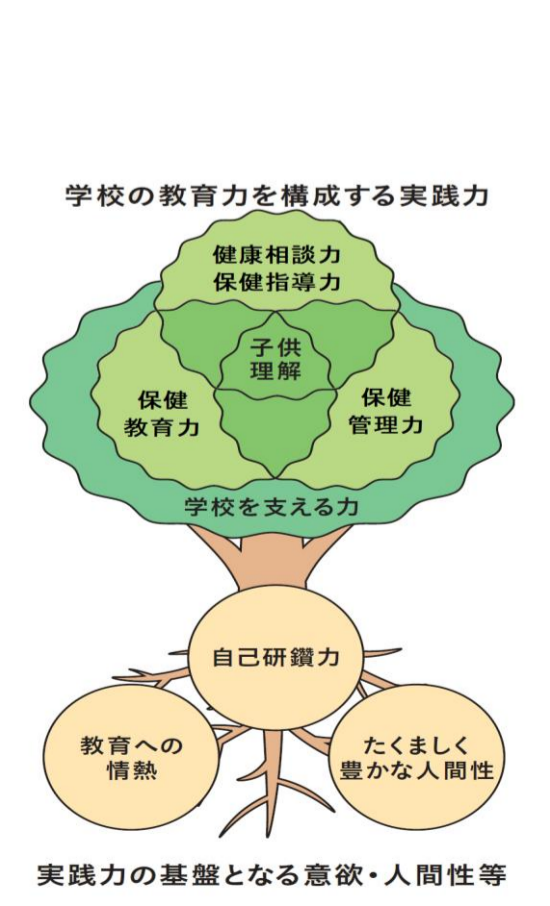 学校の教育力を構成する実践力
健康相談力
保健指導力
子供
理解
保健
教育力
保健
管理力
学校を支える力
自己研鑽力
教育への
情熱
たくましく
豊かな人間性
実践力の基盤となる意欲・人間性等